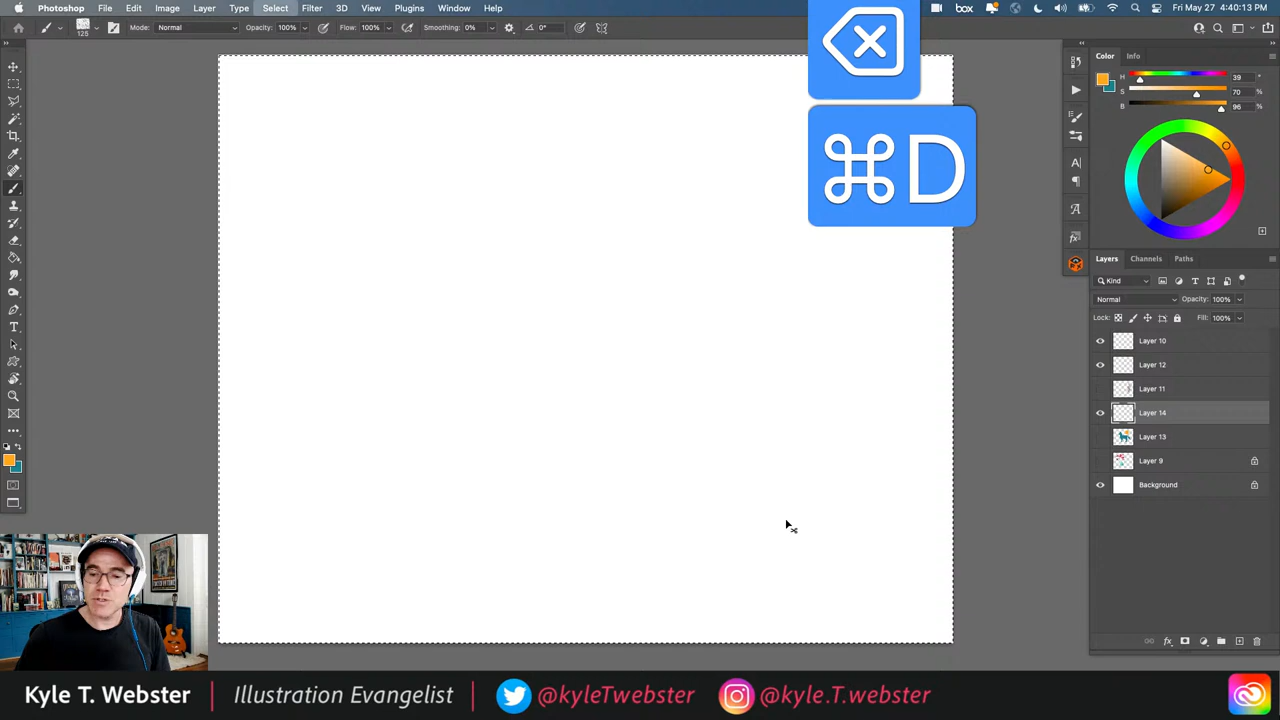 Photoshop File Edit Image Layer Type Select Filter 3D View Plugins Window Help box Fri May 27 4:40:13 PM
125 Mode: Normal Opacity: 100% Flow: 100% Smoothing: 0% 0°
Color Info
H 39 °
S 70 %
B 96 %
⌘D
Layers Channels Paths
Kind
Normal Opacity: 100%
Lock: Fill: 100%
Layer 10
Layer 12
Layer 11
Layer 14
Layer 13
Layer 9
Background
Kyle T. Webster | Illustration Evangelist @kyleTwebster @kyle.T.webster